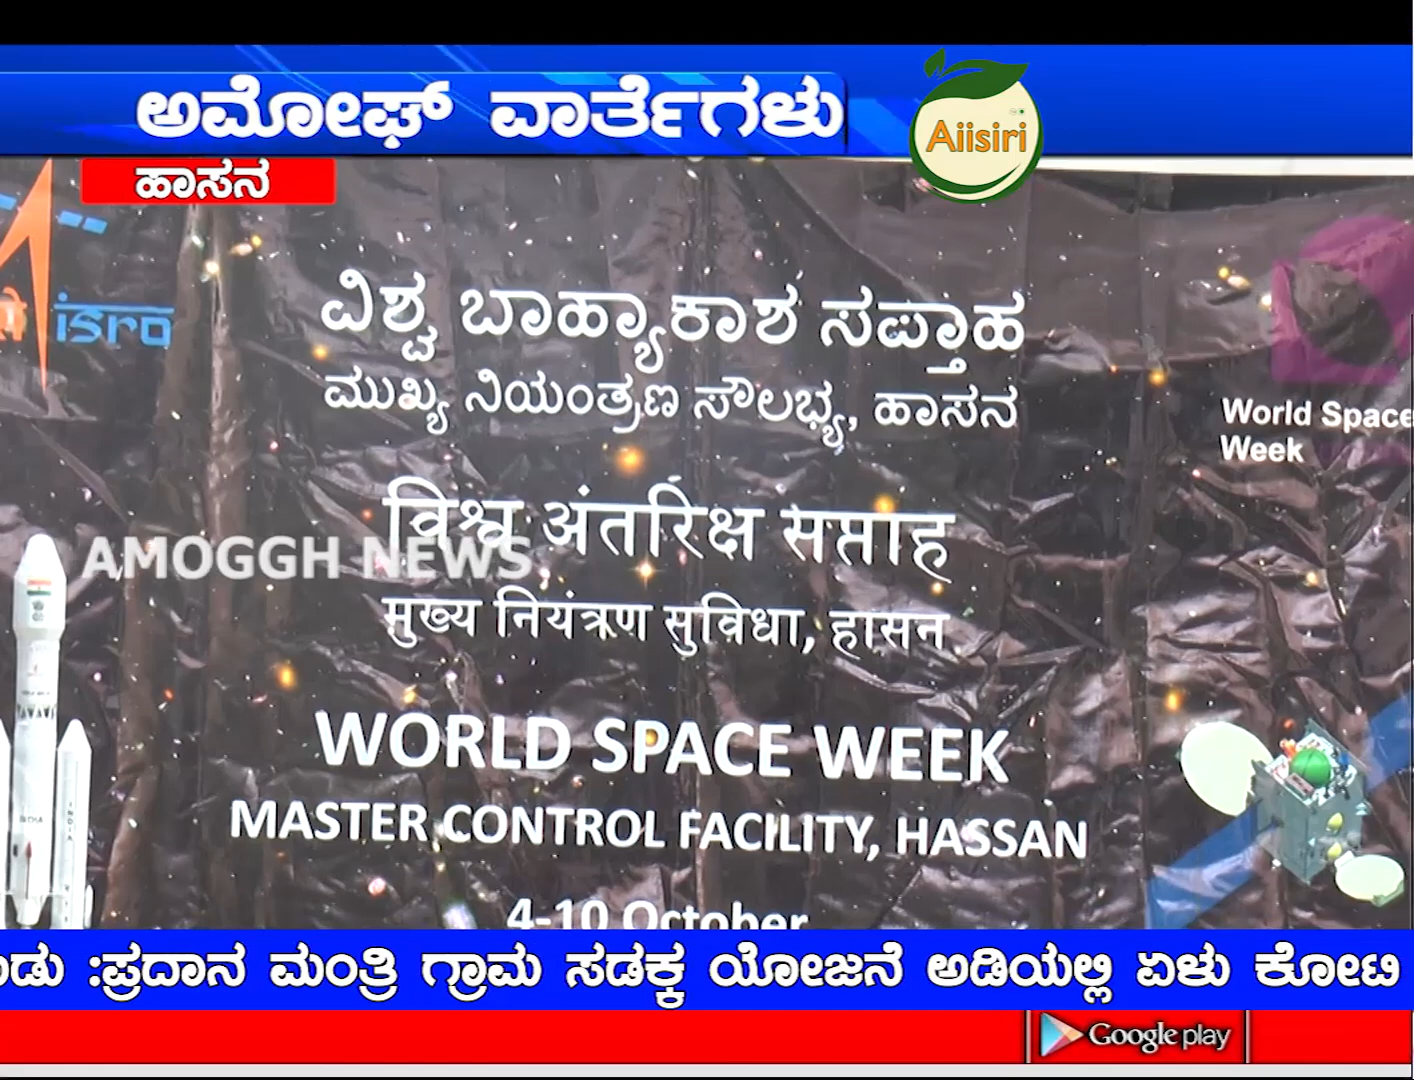 ಅಮೋಘ್ ವಾರ್ತೆಗಳು
Aiisiri
ಹಾಸನ
isro
ವಿಶ್ವ ಬಾಹ್ಯಾಕಾಶ ಸಪ್ತಾಹ
ಮುಖ್ಯ ನಿಯಂತ್ರಣ ಸೌಲಭ್ಯ, ಹಾಸನ
World Space
Week
विश्व अंतरिक्ष सप्ताह
AMOGGH NEWS
मुख्य नियंत्रण सुविधा, हासन
WORLD SPACE WEEK
MASTER CONTROL FACILITY, HASSAN
4-10 October
:ಪ್ರದಾನ ಮಂತ್ರಿ ಗ್ರಾಮ ಸಡಕ್ಕ ಯೋಜನೆ ಅಡಿಯಲ್ಲಿ ಏಳು ಕೋಟಿ
Google play